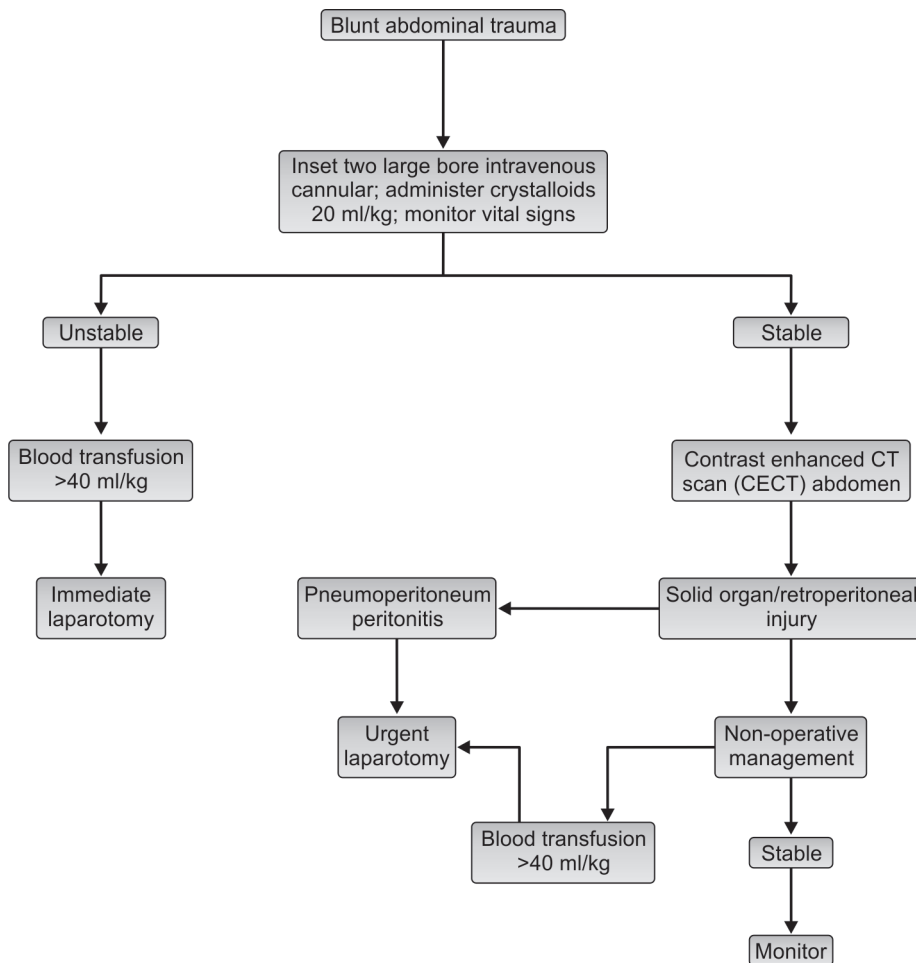 Blunt abdominal trauma
Inset two large bore intravenous
cannular; administer crystalloids
20 ml/kg; monitor vital signs
Unstable
Stable
Blood transfusion
>40 ml/kg
Contrast enhanced CT
scan (CECT) abdomen
Immediate
laparotomy
Pneumoperitoneum
peritonitis
Solid organ/retroperitoneal
injury
Urgent
laparotomy
Non-operative
management
Blood transfusion
>40 ml/kg
Stable
Monitor